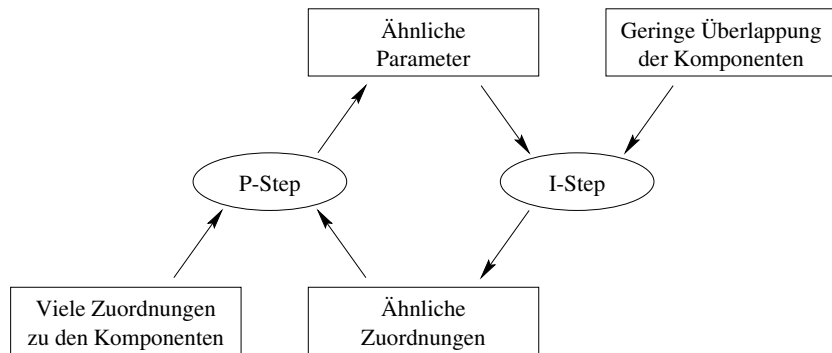 Ähnliche
Parameter
Geringe Überlappung
der Komponenten
P-Step
I-Step
Viele Zuordnungen
zu den Komponenten
Ähnliche
Zuordnungen